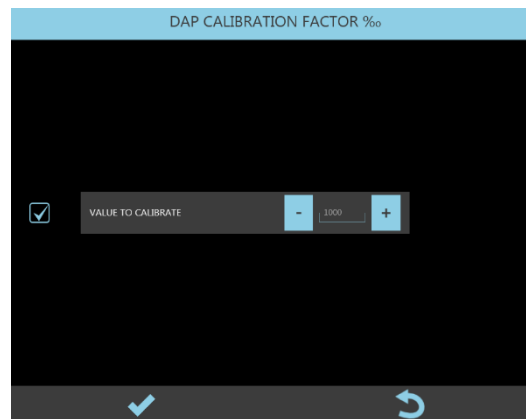 DAP CALIBRATION FACTOR ‰
VALUE TO CALIBRATE - 1000 +